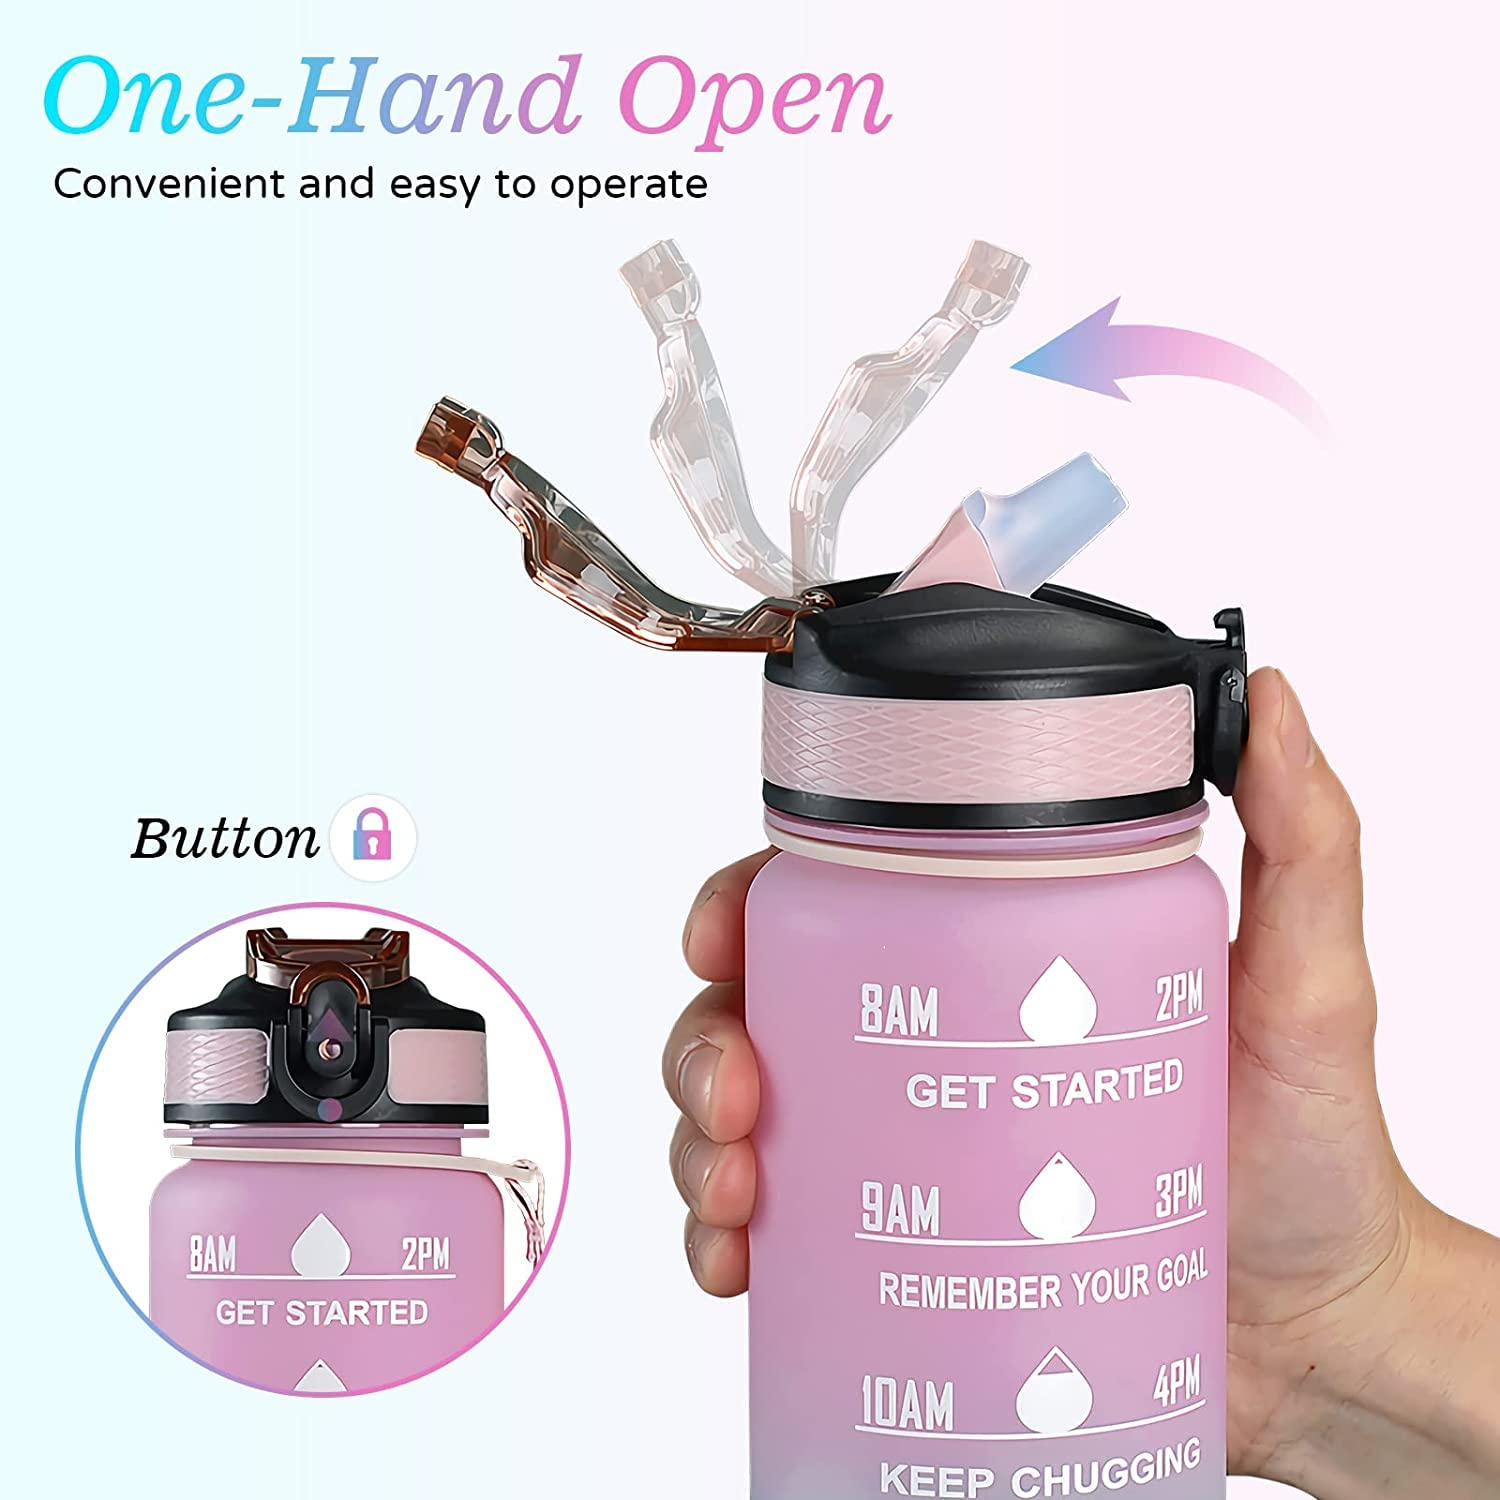 One-Hand Open
Convenient and easy to operate
Button
8AM 2PM
GET STARTED
8AM 2PM
GET STARTED
9AM 3PM
REMEMBER YOUR GOAL
10AM 4PM
KEEP CHUGGING